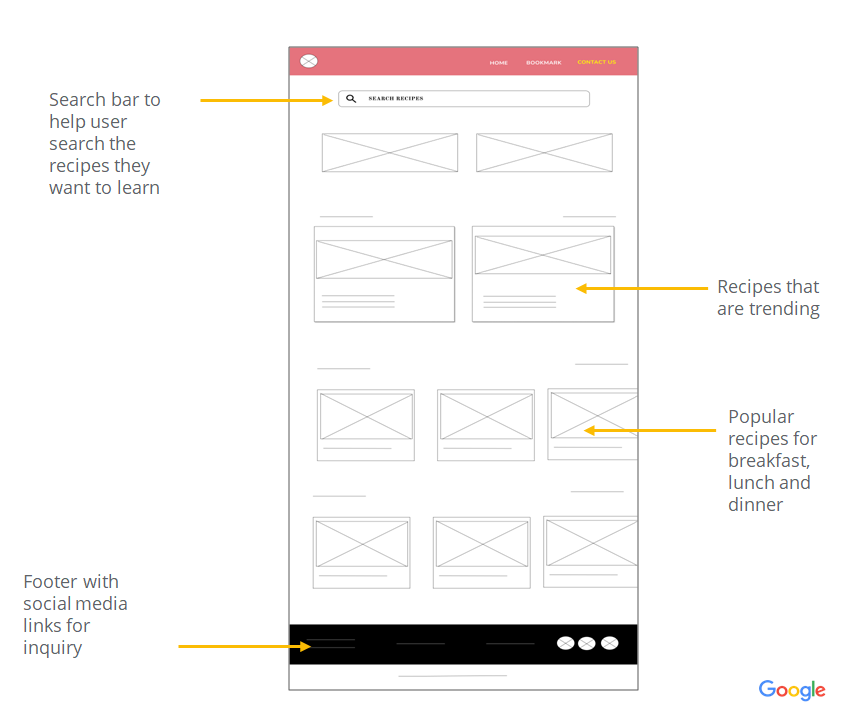 HOME BOOKMARK CONTACT US
SEARCH RECIPES
Search bar to
help user
search the
recipes they
want to learn
Recipes that
are trending
Popular
recipes for
breakfast,
lunch and
dinner
Footer with
social media
links for
inquiry
Google